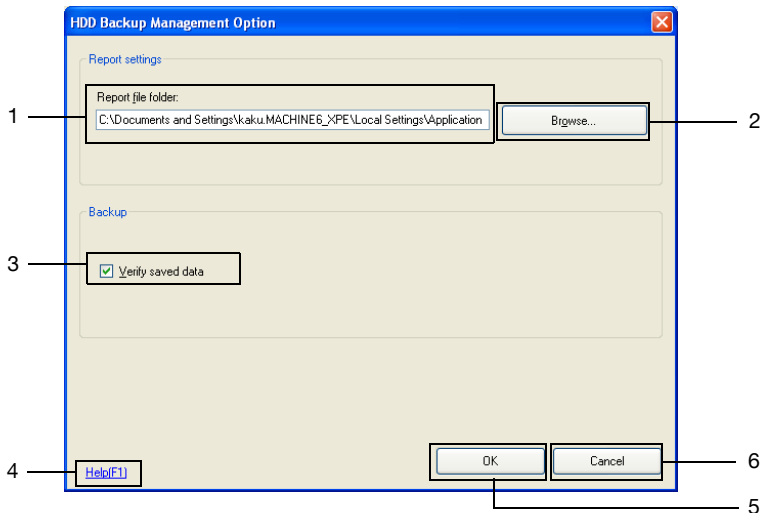 HDD Backup Management Option
Report settings
Report file folder:
1
C:\Documents and Settings\kaku.MACHINE6_XPE\Local Settings\Application
Browse...
2
Backup
3
Verify saved data
4
Help(F1)
OK
Cancel
6
5